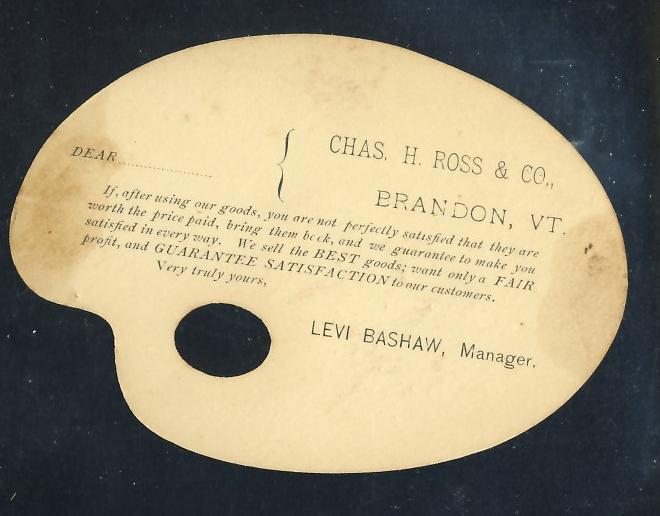 CHAS. H. ROSS & CO.,
BRANDON, VT.
DEAR....................
If, after using our goods, you are not perfectly satisfied that they are
worth the price paid, bring them back, and we guarantee to make you
satisfied in every way. We sell the BEST goods; want only a FAIR
profit, and GUARANTEE SATISFACTION to our customers.
Very truly yours,
LEVI BASHAW, Manager.